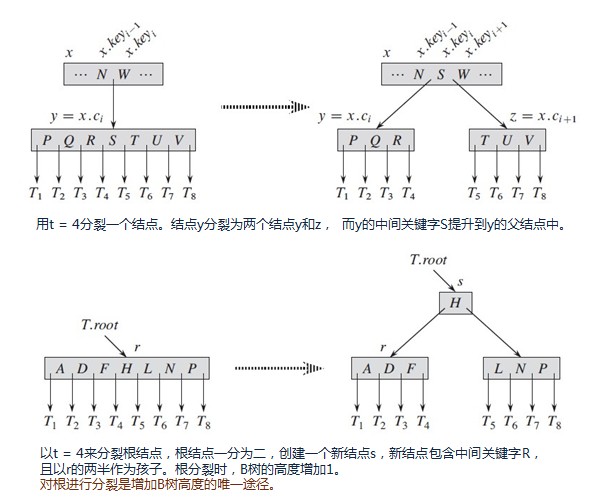 x x.key_{i-1} x.key_i
… N W …
y = x.c_i
P Q R S T U V
T_1 T_2 T_3 T_4 T_5 T_6 T_7 T_8
x x.key_{i-1} x.key_i x.key_{i+1}
… N S W …
y = x.c_i z = x.c_{i+1}
P Q R T U V
T_1 T_2 T_3 T_4 T_5 T_6 T_7 T_8
用t = 4分裂一个结点。结点y分裂为两个结点y和z， 而y的中间关键字S提升到y的父结点中。
T.root
r
A D F H L N P
T_1 T_2 T_3 T_4 T_5 T_6 T_7 T_8
T.root
s
H
r
A D F L N P
T_1 T_2 T_3 T_4 T_5 T_6 T_7 T_8
以t = 4来分裂根结点，根结点一分为二，创建一个新结点s，新结点包含中间关键字R，
且以r的两半作为孩子。根分裂时，B树的高度增加1。
对根进行分裂是增加B树高度的唯一途径。